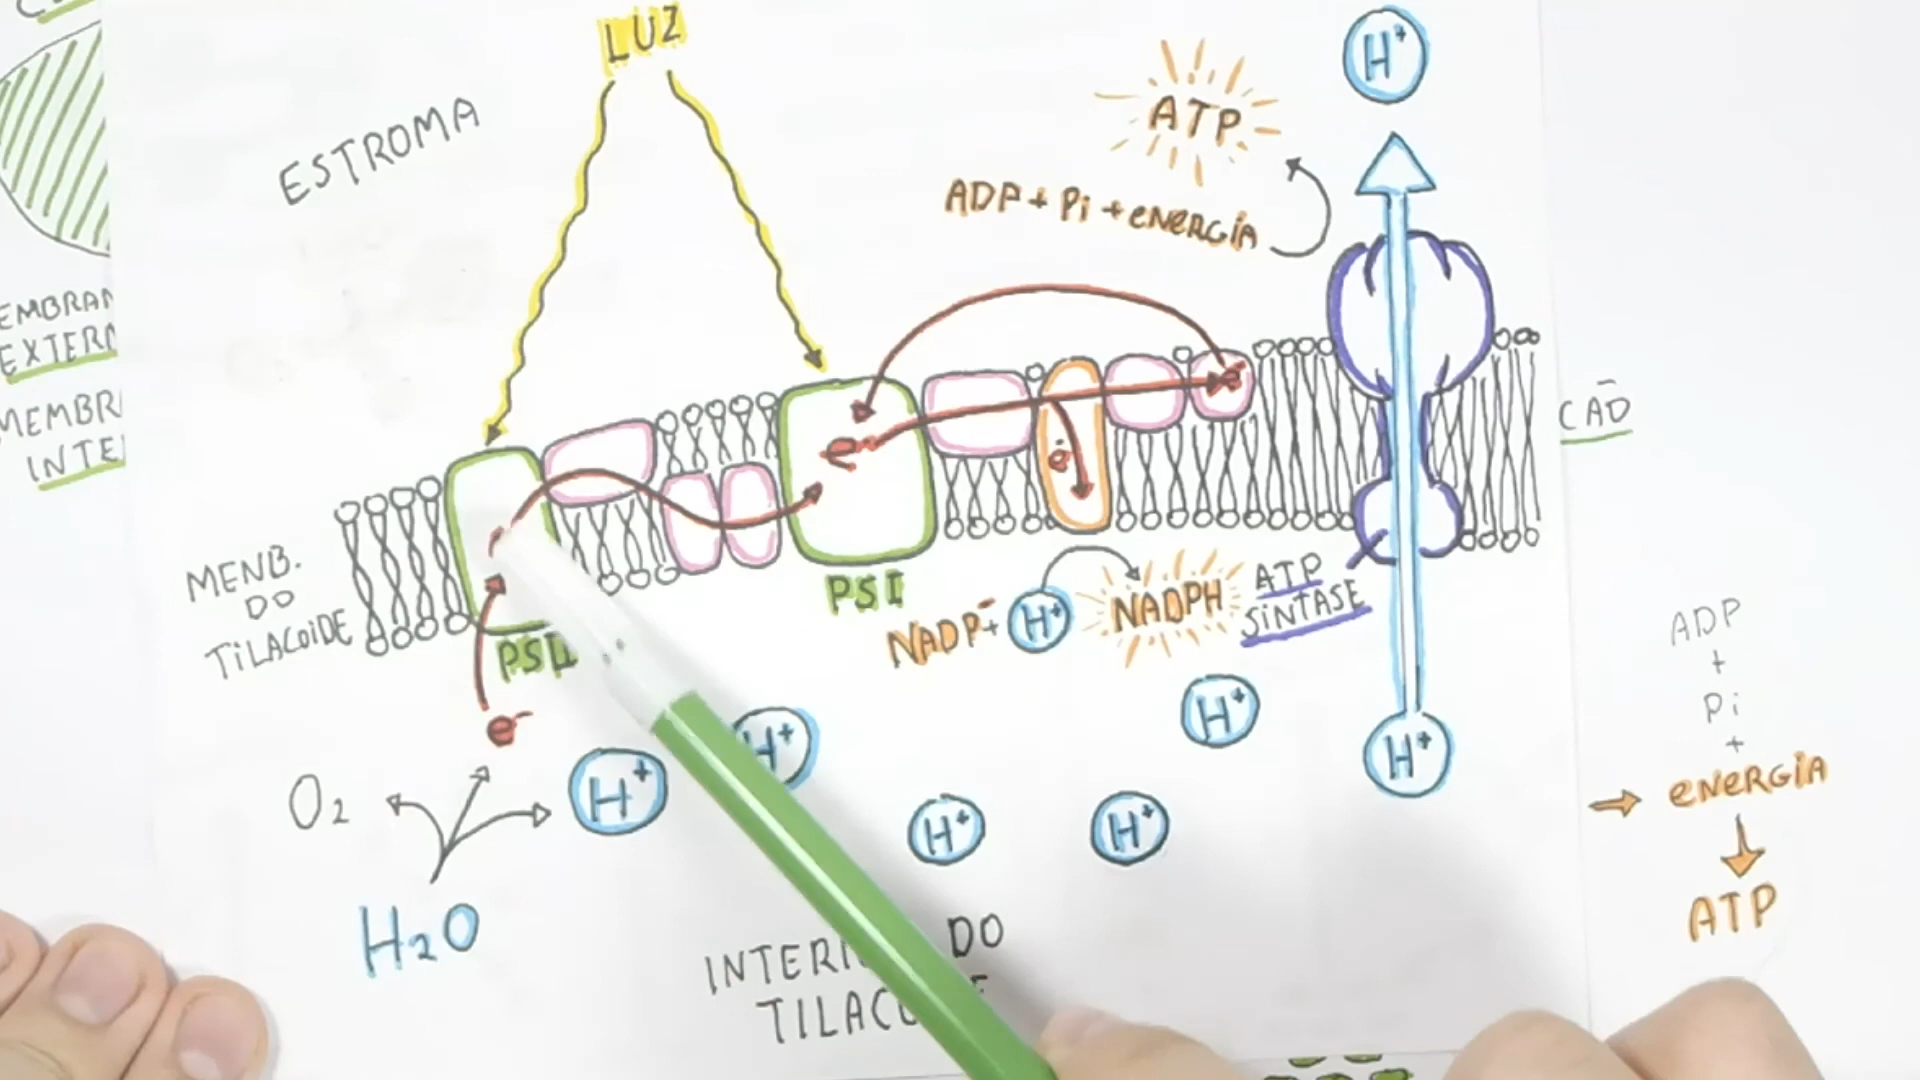 LUZ
ESTROMA
H+
ATP
ADP + Pi + eNeRGiA
e-
e-
e-
MENB.
DO
TiLACOiDE
PSII
PSI
NADP- + H+
NADPH
ATP
SiNTASE
e-
O2
H+
H+
H+
H+
H+
H+
H2O
DO
ADP
+
Pi
+
eNeRGiA
ATP